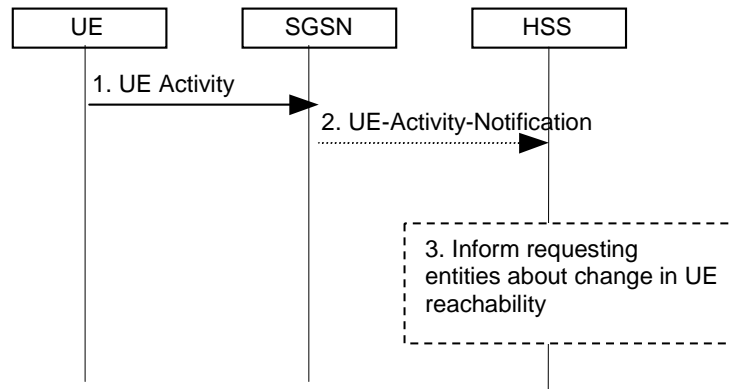 UE
SGSN
HSS
1. UE Activity
2. UE-Activity-Notification
3. Inform requesting
entities about change in UE
reachability